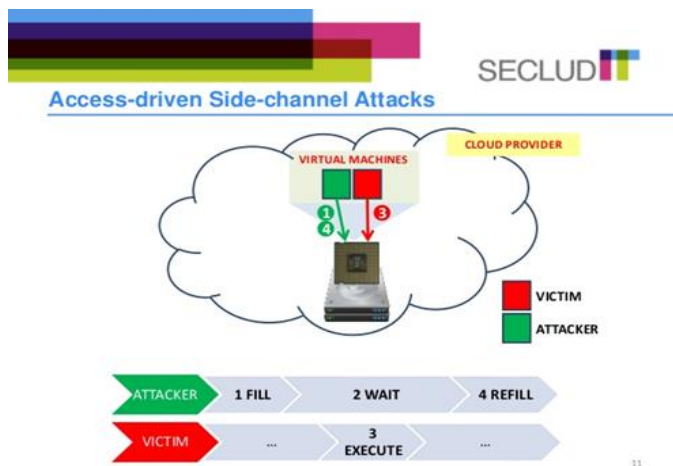 SECLUDIT
Access-driven Side-channel Attacks
CLOUD PROVIDER
VIRTUAL MACHINES
1
3
4
VICTIM
ATTACKER
ATTACKER 1 FILL 2 WAIT 4 REFILL
VICTIM ... 3 EXECUTE ...
11